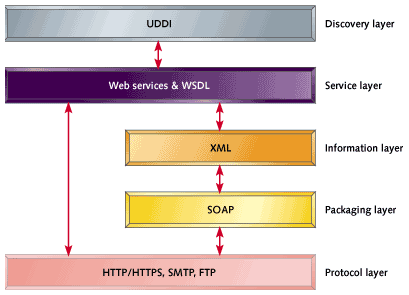 UDDI Discovery layer
Web services & WSDL Service layer
XML Information layer
SOAP Packaging layer
HTTP/HTTPS, SMTP, FTP Protocol layer